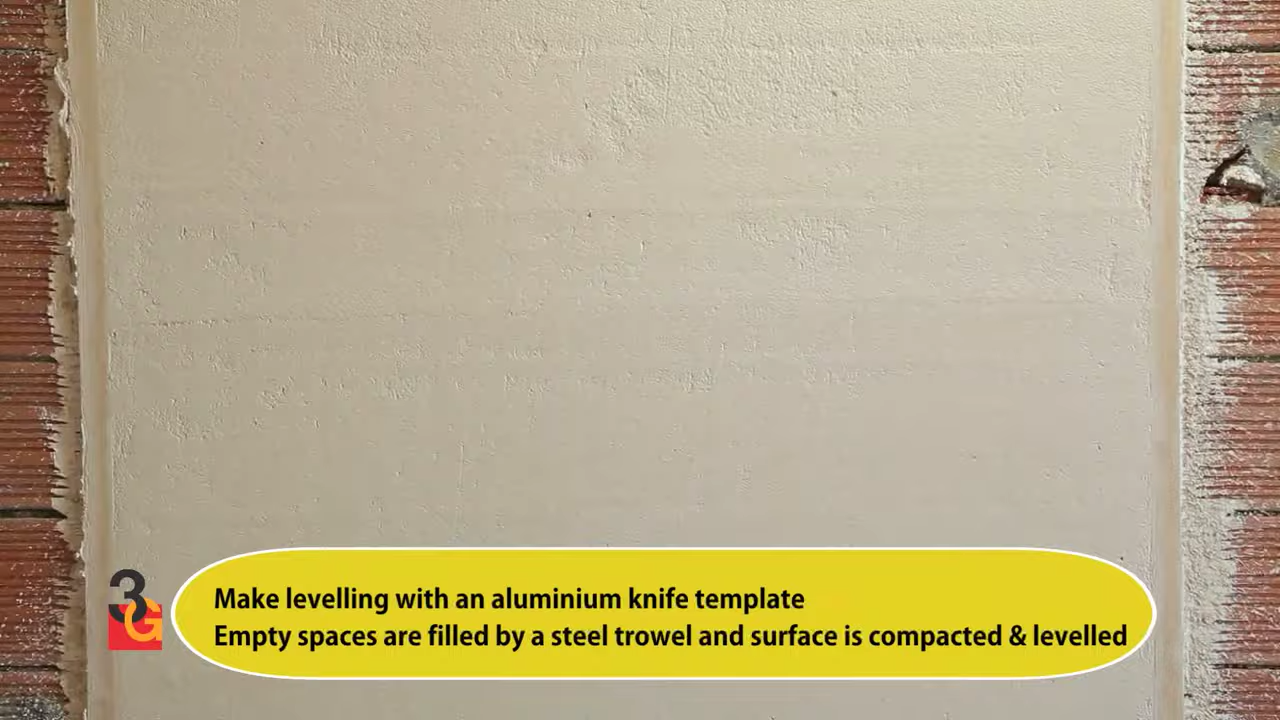 3G
Make levelling with an aluminium knife template
Empty spaces are filled by a steel trowel and surface is compacted & levelled